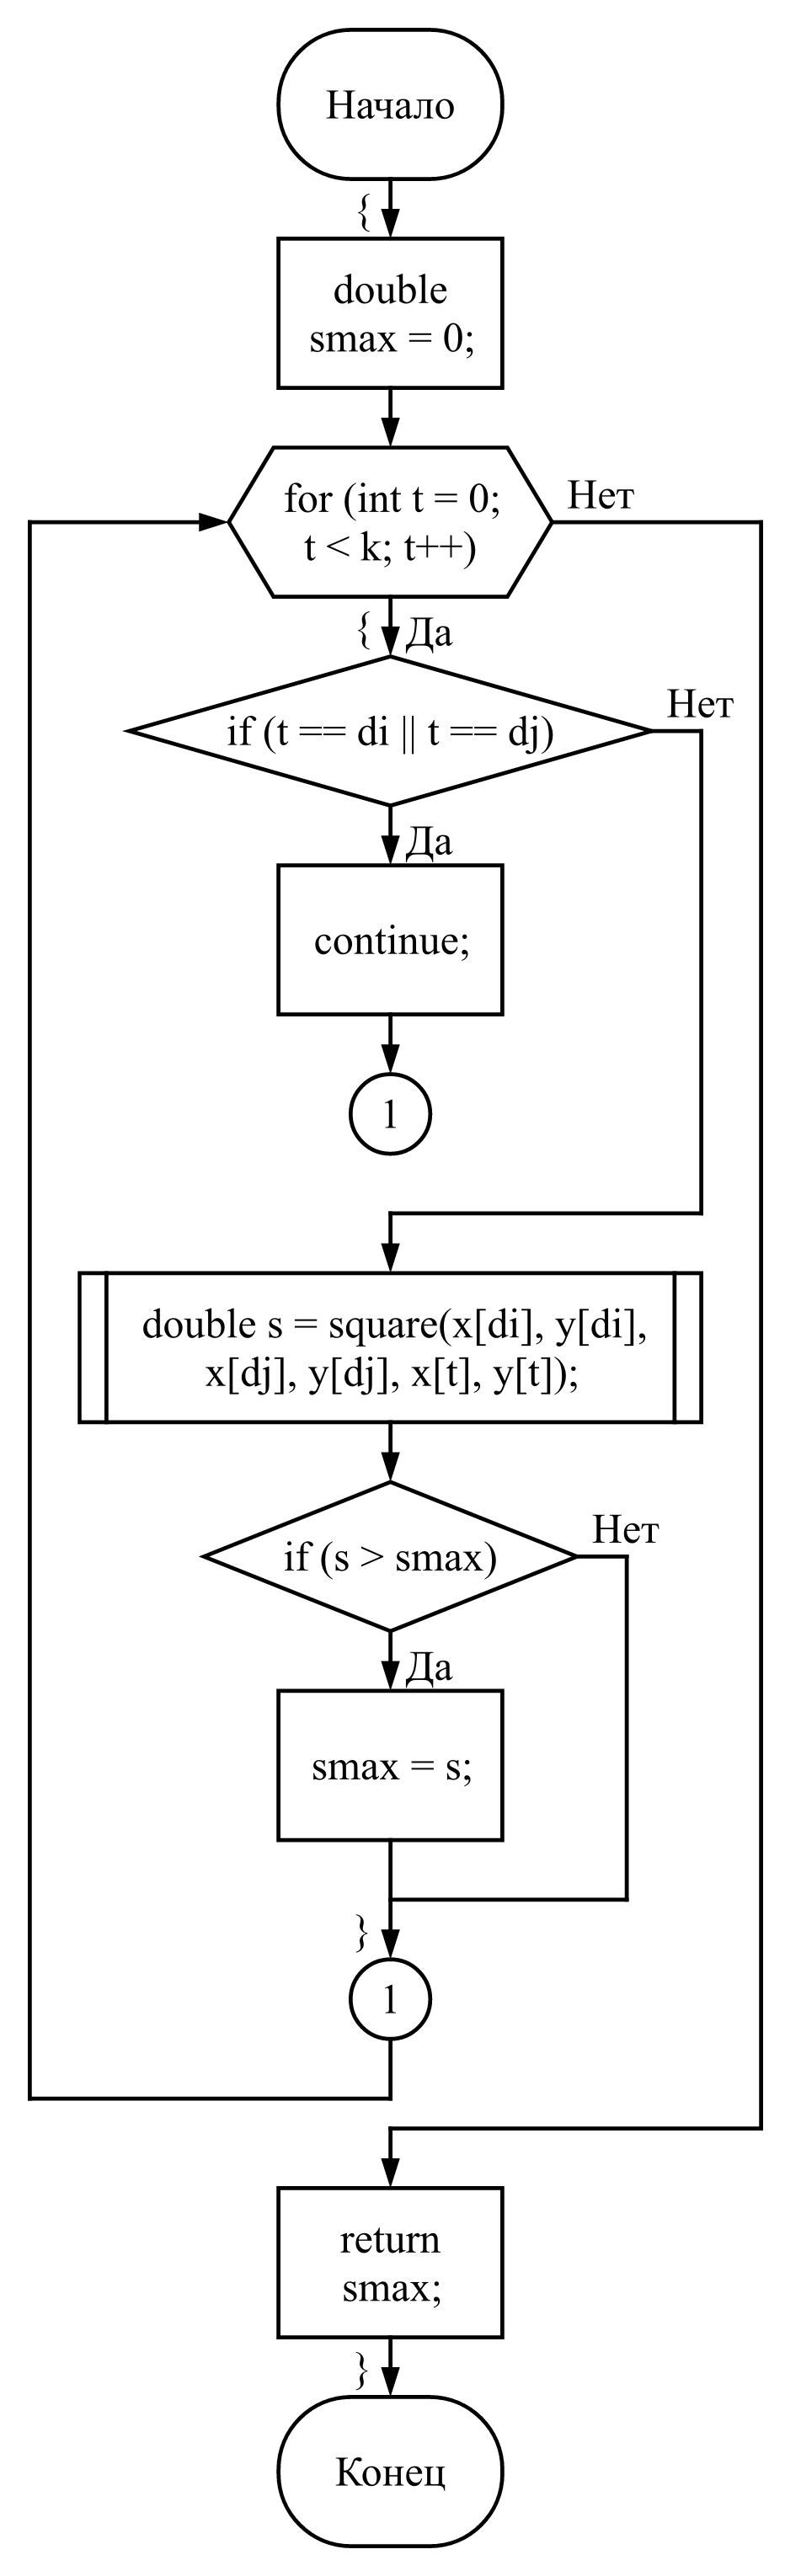 Начало
{
double
smax = 0;
for (int t = 0;
t < k; t++)
Нет
{
Да
if (t == di || t == dj)
Нет
Да
continue;
1
double s = square(x[di], y[di],
x[dj], y[dj], x[t], y[t]);
if (s > smax)
Нет
Да
smax = s;
}
1
return
smax;
}
Конец